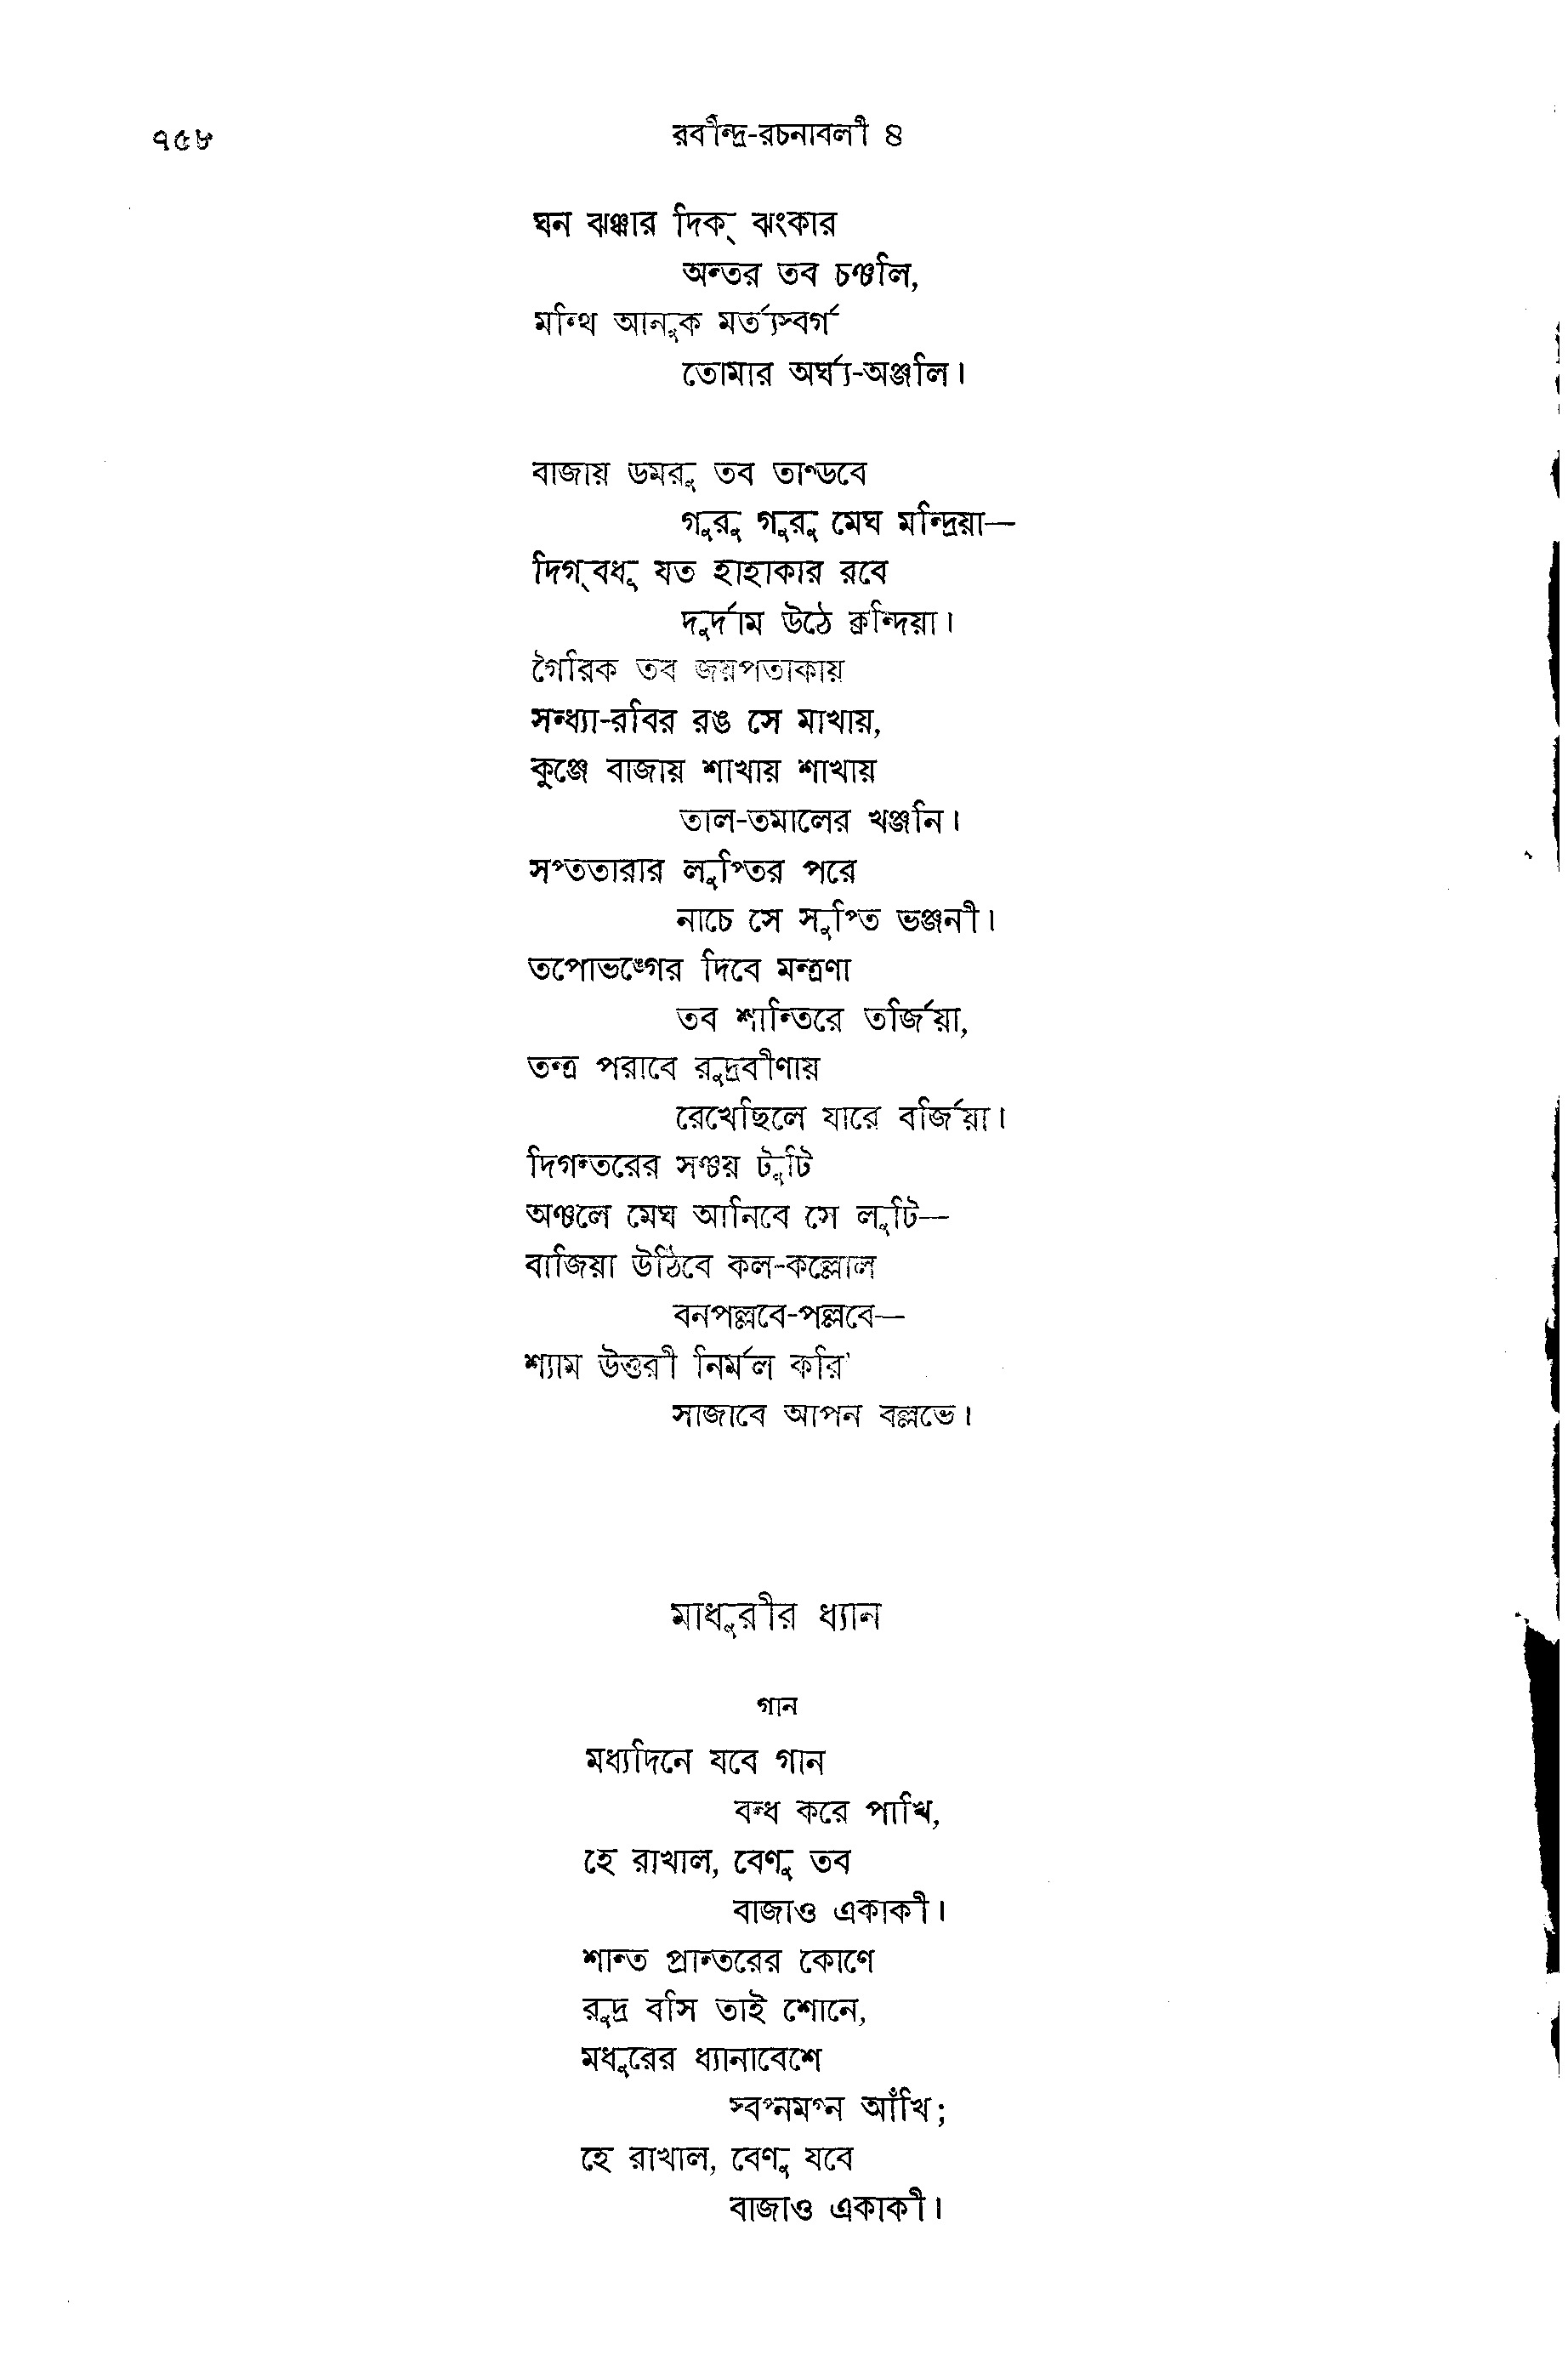 ৭৫৮
রবীন্দ্র-রচনাবলী ৪
ঘন ঝঞ্ঝার দিক্ ঝংকার
অন্তর তব চঞ্চলি,
মন্থি আনুক মর্ত্যস্বর্গ
তোমার অর্ঘ্য-অঞ্জলি।
বাজায় ডমরু তব তাণ্ডবে
গুরু গুরু মেঘ মন্দ্রিয়া—
দিগ্‌বধূ যত হাহাকার রবে
দুর্দাম উঠে ক্রন্দিয়া।
গৈরিক তব জয়পতাকায়
সন্ধ্যা-রবির রঙ সে মাখায়,
কুঞ্জে বাজায় শাখায় শাখায়
তাল-তমালের খঞ্জনি।
সপ্ততারার লুপ্তির পরে
নাচে সে সুপ্তি ভঞ্জনী।
তপোভঙ্গের দিবে মন্ত্রণা
তব শান্তিরে তর্জিয়া,
তন্ত্র পরাবে রুদ্রবীণায়
রেখেছিলে যারে বর্জিয়া।
দিগন্তরের সঞ্চয় টুটি
অঞ্চলে মেঘ আনিবে সে লুটি—
বাজিয়া উঠিবে কল-কল্লোল
বনপল্লবে-পল্লবে—
শ্যাম উত্তরী নির্মল করি'
সাজাবে আপন বল্লভে।
মাধুরীর ধ্যান
গান
মধ্যদিনে যবে গান
বন্ধ করে পাখি,
হে রাখাল, বেণু তব
বাজাও একাকী।
শান্ত প্রান্তরের কোণে
রুদ্র বসি তাই শোনে,
মধুরের ধ্যানাবেশে
স্বপ্নমগ্ন আঁখি;
হে রাখাল, বেণু যবে
বাজাও একাকী।